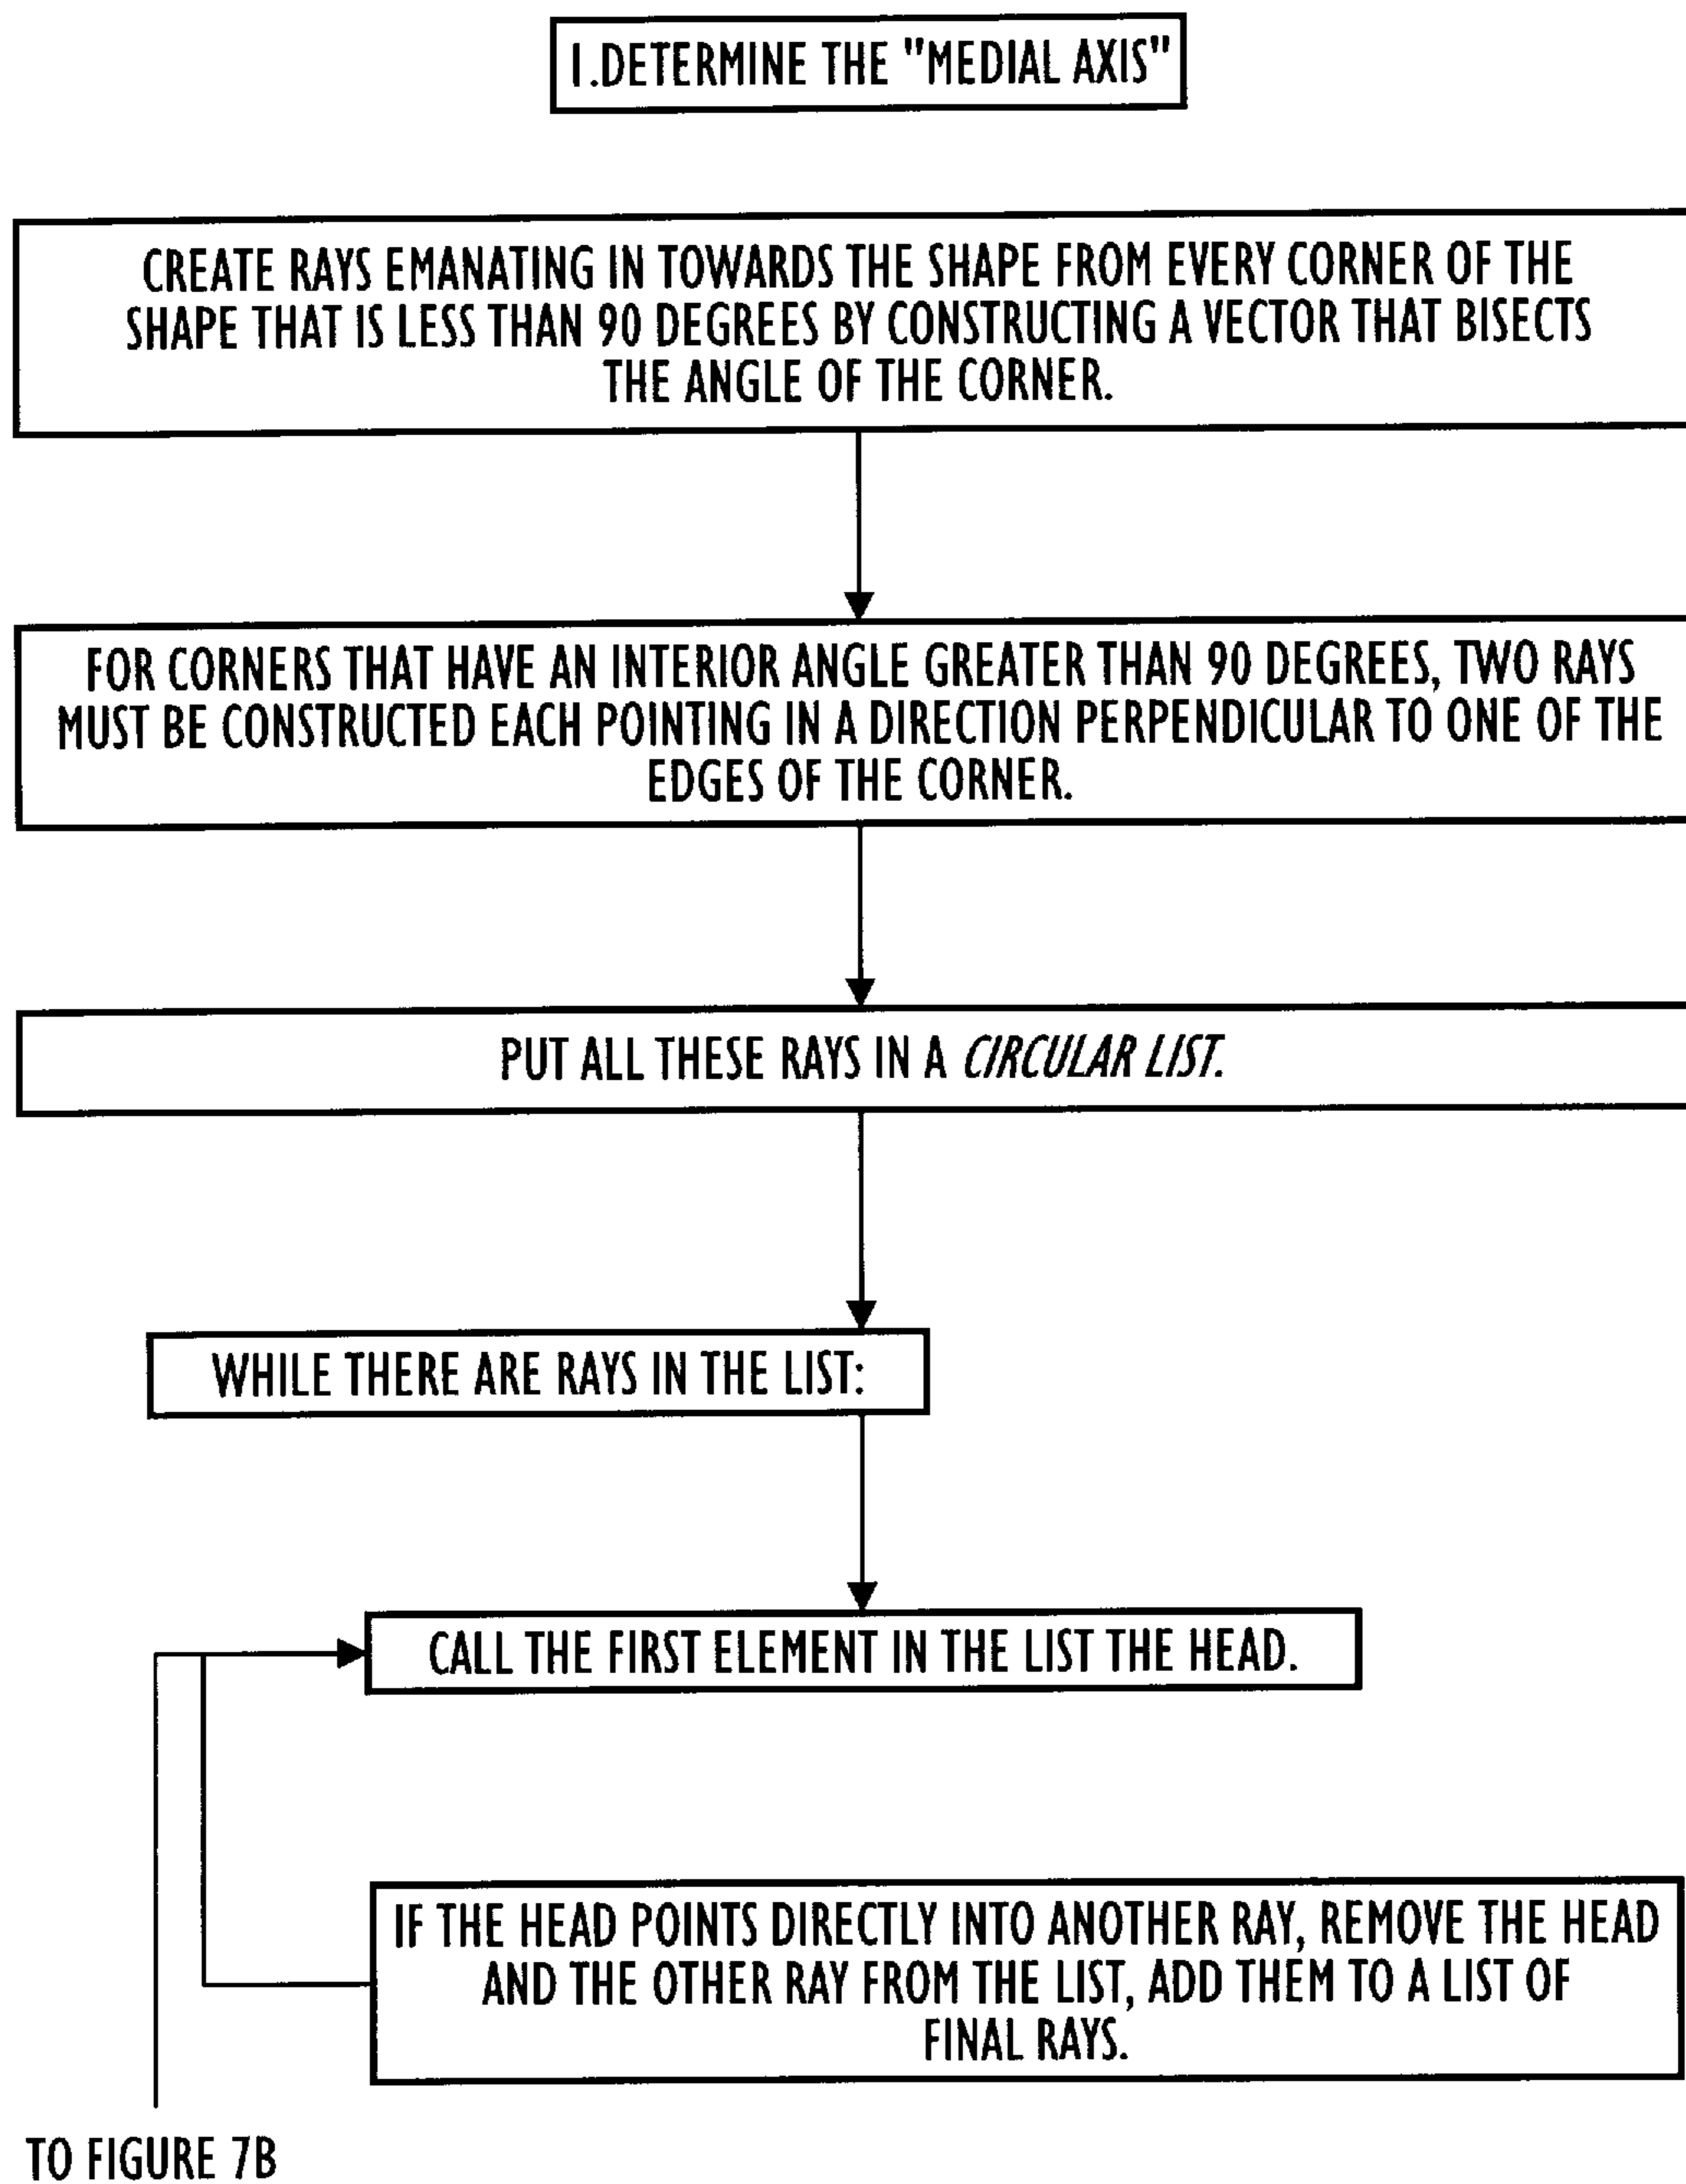 1.DETERMINE THE "MEDIAL AXIS"
CREATE RAYS EMANATING IN TOWARDS THE SHAPE FROM EVERY CORNER OF THE
SHAPE THAT IS LESS THAN 90 DEGREES BY CONSTRUCTING A VECTOR THAT BISECTS
THE ANGLE OF THE CORNER.
FOR CORNERS THAT HAVE AN INTERIOR ANGLE GREATER THAN 90 DEGREES, TWO RAYS
MUST BE CONSTRUCTED EACH POINTING IN A DIRECTION PERPENDICULAR TO ONE OF THE
EDGES OF THE CORNER.
PUT ALL THESE RAYS IN A CIRCULAR LIST.
WHILE THERE ARE RAYS IN THE LIST:
CALL THE FIRST ELEMENT IN THE LIST THE HEAD.
IF THE HEAD POINTS DIRECTLY INTO ANOTHER RAY, REMOVE THE HEAD
AND THE OTHER RAY FROM THE LIST, ADD THEM TO A LIST OF
FINAL RAYS.
TO FIGURE 7B